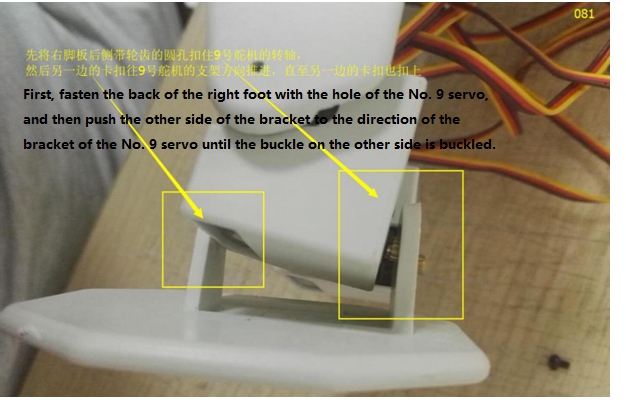 081
先将右脚板后侧带轮齿的圆孔扣住9号舵机的转轴，
然后另一边的卡扣往9号舵机的支架方向推进，直至另一边的卡扣也扣上
First, fasten the back of the right foot with the hole of the No. 9 servo,
and then push the other side of the bracket to the direction of the
bracket of the No. 9 servo until the buckle on the other side is buckled.